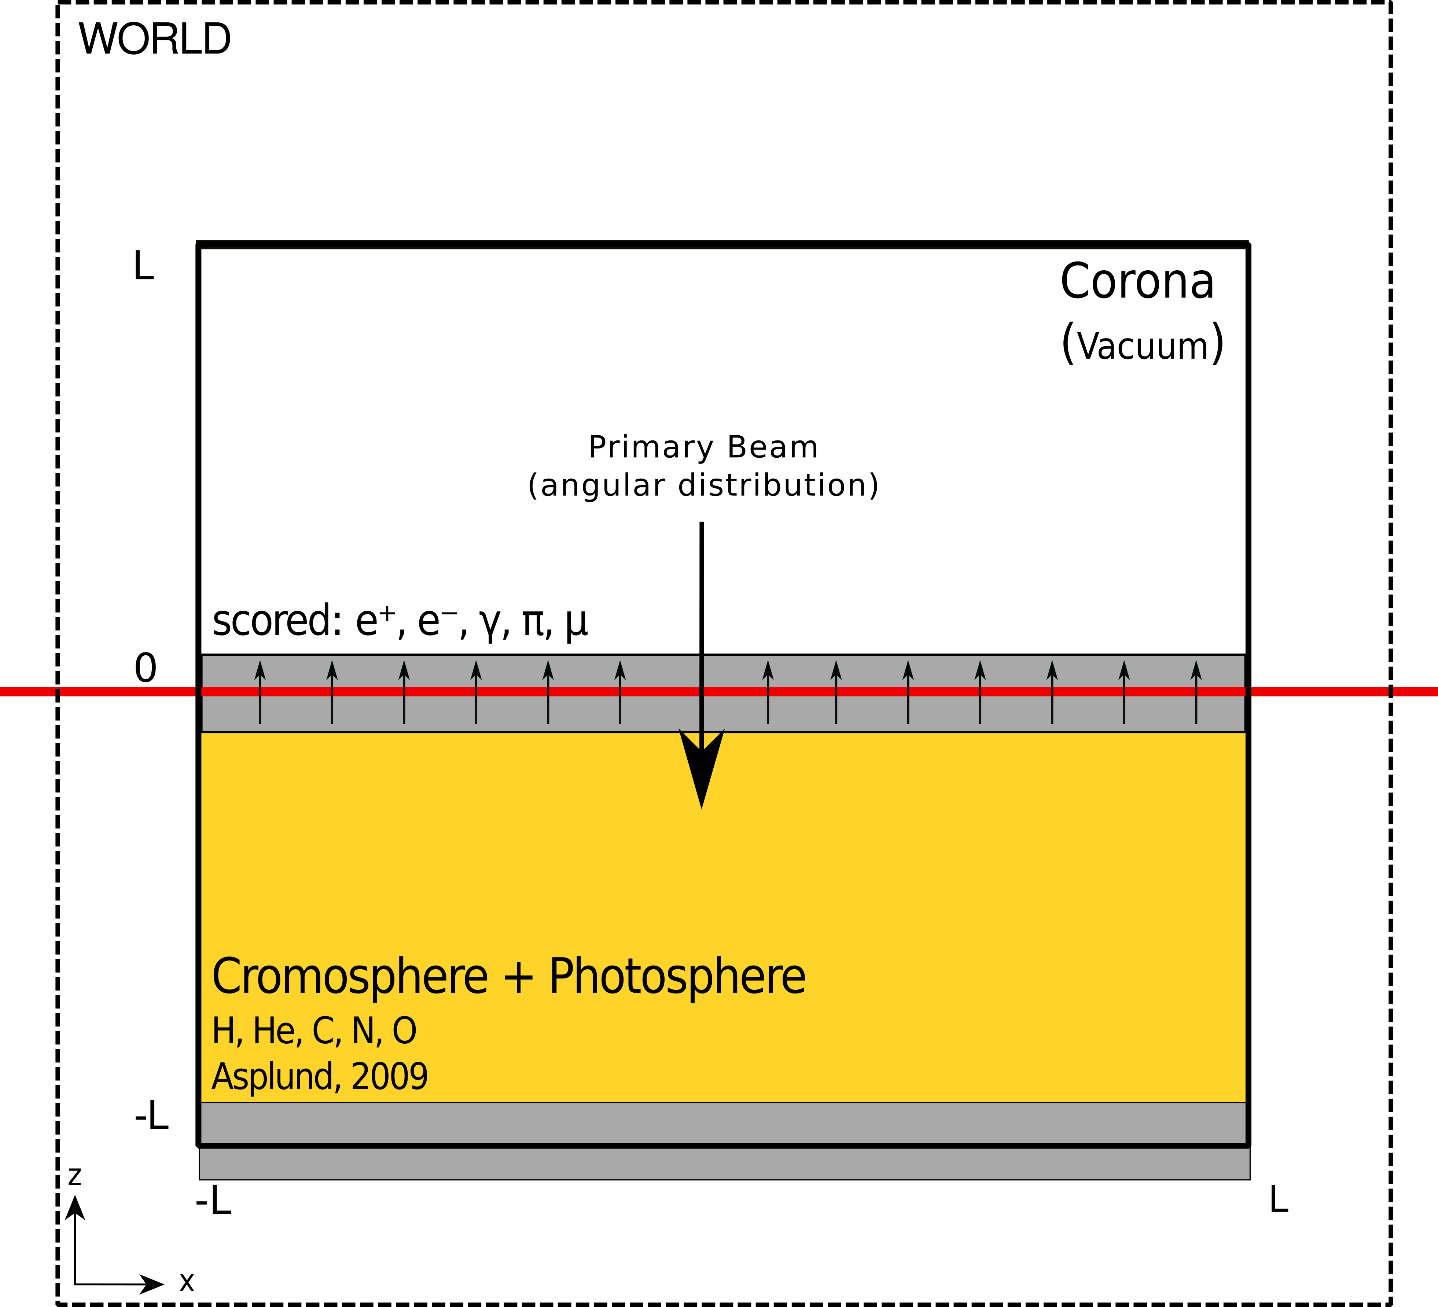 WORLD
L
Corona
(Vacuum)
Primary Beam
(angular distribution)
scored: e⁺, e⁻, γ, π, μ
0
Cromosphere + Photosphere
H, He, C, N, O
Asplund, 2009
-L
z
-L
L
x